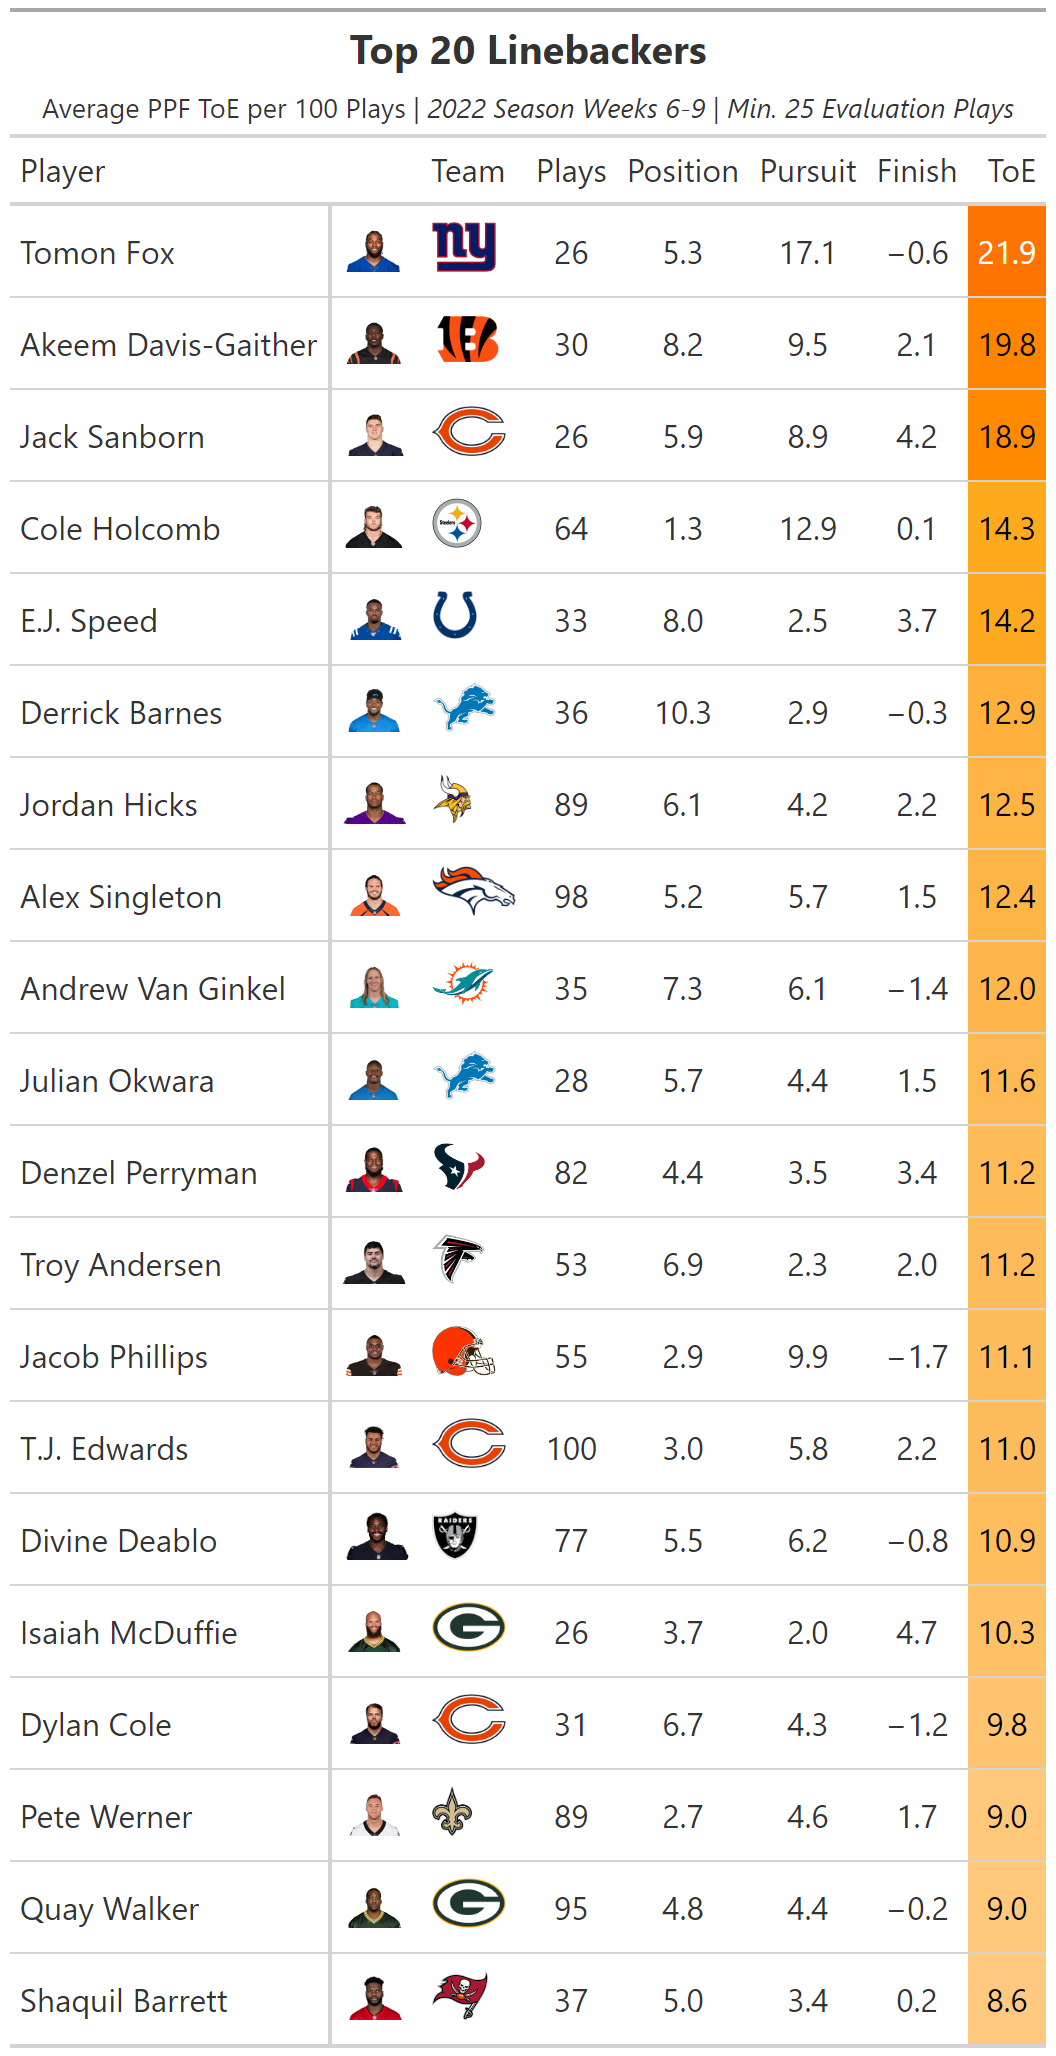 Top 20 Linebackers
Average PPF ToE per 100 Plays | 2022 Season Weeks 6-9 | Min. 25 Evaluation Plays
Player Team Plays Position Pursuit Finish ToE
Tomon Fox ny 26 5.3 17.1 −0.6 21.9
Akeem Davis-Gaither 30 8.2 9.5 2.1 19.8
Jack Sanborn 26 5.9 8.9 4.2 18.9
Cole Holcomb Steelers 64 1.3 12.9 0.1 14.3
E.J. Speed 33 8.0 2.5 3.7 14.2
Derrick Barnes 36 10.3 2.9 −0.3 12.9
Jordan Hicks 89 6.1 4.2 2.2 12.5
Alex Singleton 98 5.2 5.7 1.5 12.4
Andrew Van Ginkel 35 7.3 6.1 −1.4 12.0
Julian Okwara 28 5.7 4.4 1.5 11.6
Denzel Perryman 82 4.4 3.5 3.4 11.2
Troy Andersen 53 6.9 2.3 2.0 11.2
Jacob Phillips 55 2.9 9.9 −1.7 11.1
T.J. Edwards 100 3.0 5.8 2.2 11.0
Divine Deablo RAIDERS 77 5.5 6.2 −0.8 10.9
Isaiah McDuffie G 26 3.7 2.0 4.7 10.3
Dylan Cole 31 6.7 4.3 −1.2 9.8
Pete Werner 89 2.7 4.6 1.7 9.0
Quay Walker G 95 4.8 4.4 −0.2 9.0
Shaquil Barrett 37 5.0 3.4 0.2 8.6